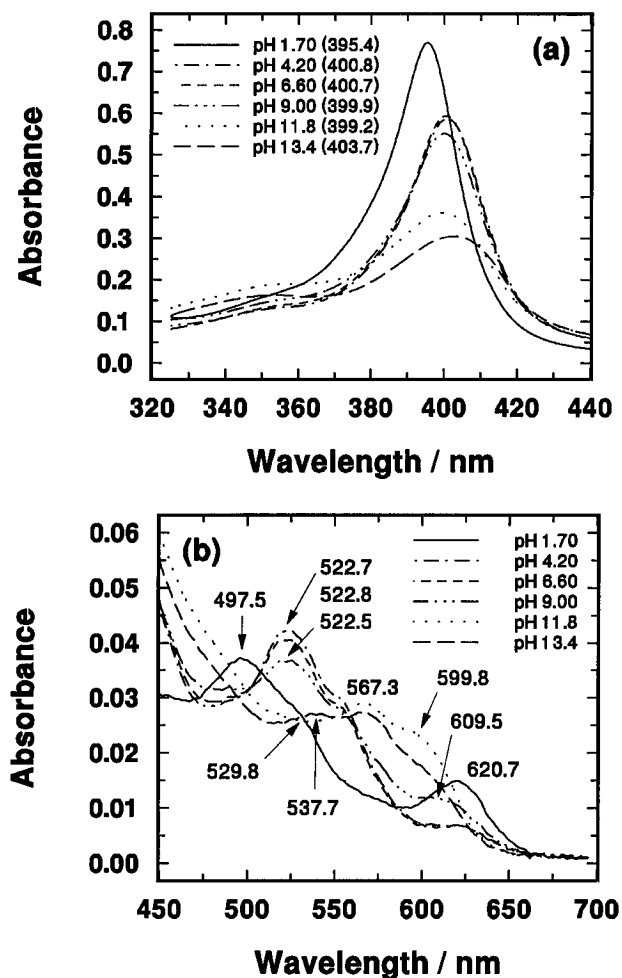 (a)
pH 1.70 (395.4)
pH 4.20 (400.8)
pH 6.60 (400.7)
pH 9.00 (399.9)
pH 11.8 (399.2)
pH 13.4 (403.7)
0.8
0.7
0.6
0.5
0.4
0.3
0.2
0.1
0.0
Absorbance
320 340 360 380 400 420 440
Wavelength / nm
(b)
pH 1.70
pH 4.20
pH 6.60
pH 9.00
pH 11.8
pH 13.4
0.06
0.05
0.04
0.03
0.02
0.01
0.00
Absorbance
522.7
522.8
522.5
497.5
567.3
599.8
609.5
620.7
529.8
537.7
450 500 550 600 650 700
Wavelength / nm